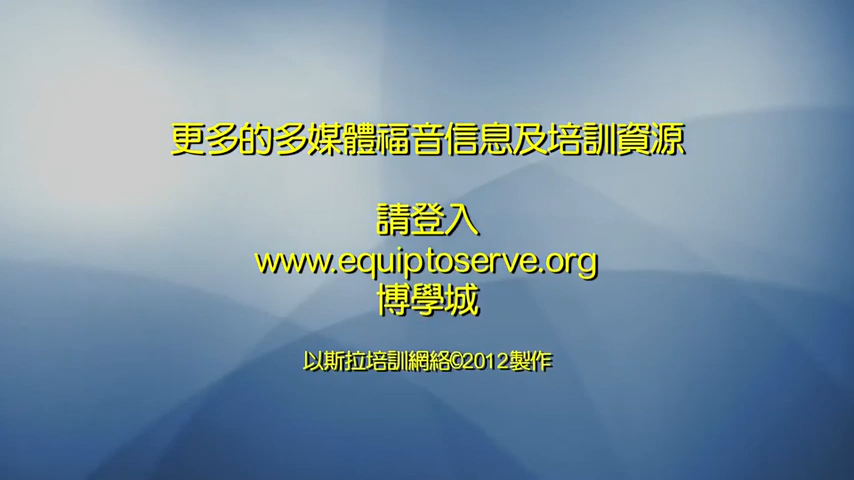 更多的多媒體福音信息及培訓資源
請登入
www.equiptoserve.org
博學城
以斯拉培訓網絡©2012製作